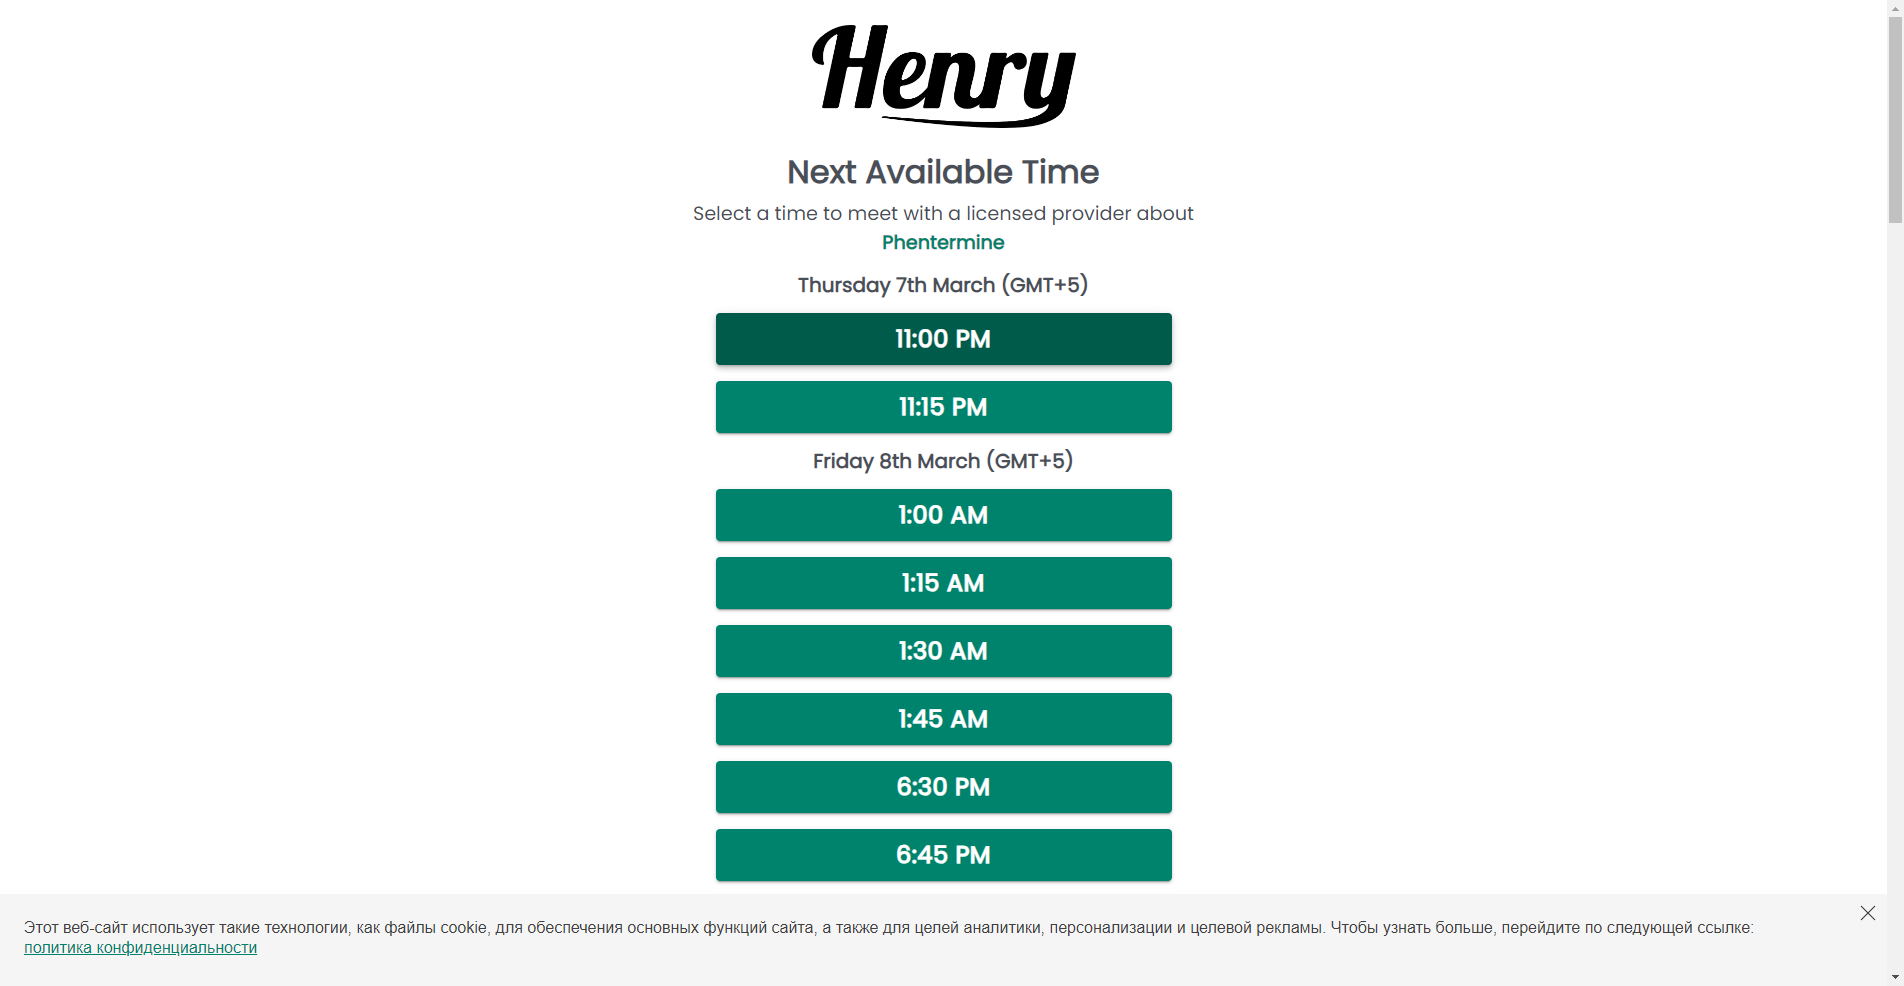 Henry
Next Available Time
Select a time to meet with a licensed provider about
Phentermine
Thursday 7th March (GMT+5)
11:00 PM
11:15 PM
Friday 8th March (GMT+5)
1:00 AM
1:15 AM
1:30 AM
1:45 AM
6:30 PM
6:45 PM
Этот веб-сайт использует такие технологии, как файлы cookie, для обеспечения основных функций сайта, а также для целей аналитики, персонализации и целевой рекламы. Чтобы узнать больше, перейдите по следующей ссылке:
политика конфиденциальности